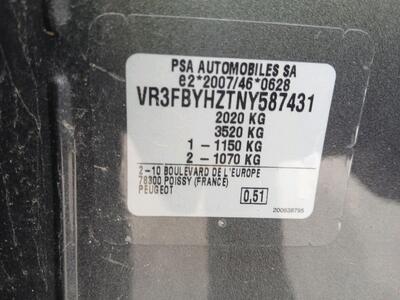 PSA AUTOMOBILES SA
e2*2007/46*0628
VR3FBYHZTNY587431
2020 KG
3520 KG
1 - 1150 KG
2 - 1070 KG
2-10 BOULEVARD DE L'EUROPE
78300 POISSY (FRANCE)
PEUGEOT
0,51
200638795